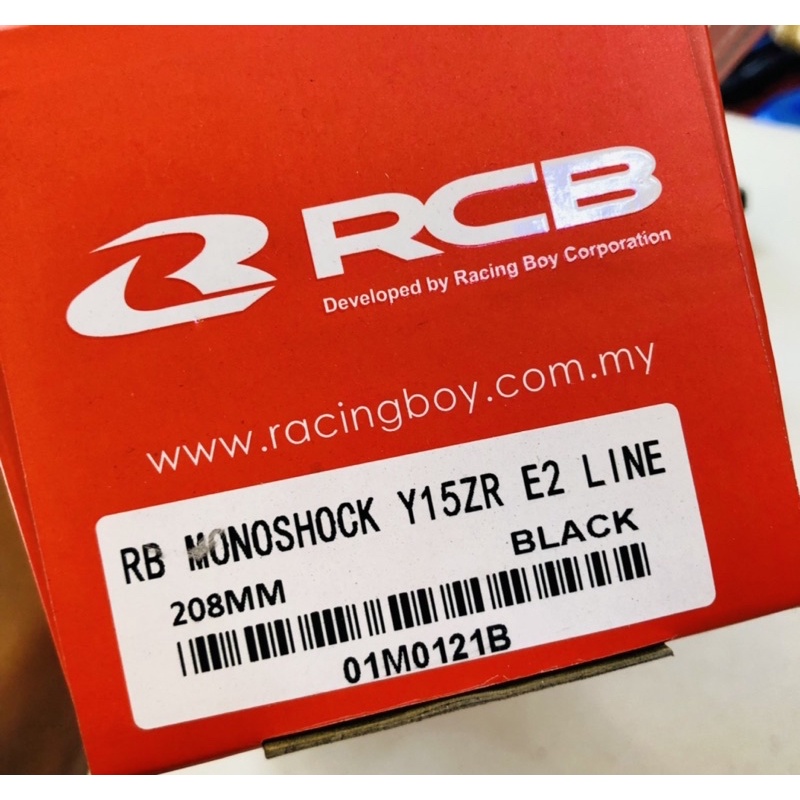 RCB
Developed by Racing Boy Corporation
www.racingboy.com.my
RB MONOSHOCK Y15ZR E2 LINE
208MM BLACK
01M0121B